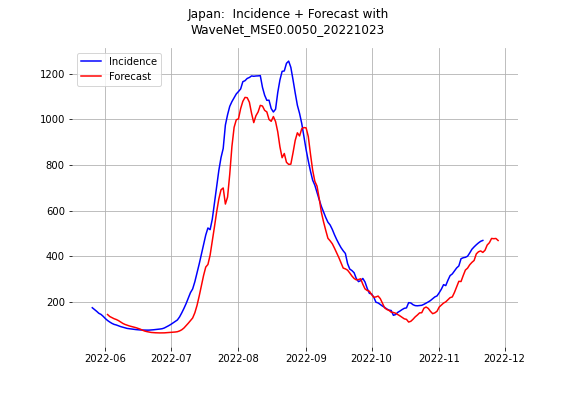 Japan:  Incidence + Forecast with
WaveNet_MSE0.0050_20221023
Incidence
Forecast
1200
1000
800
600
400
200
2022-06 2022-07 2022-08 2022-09 2022-10 2022-11 2022-12